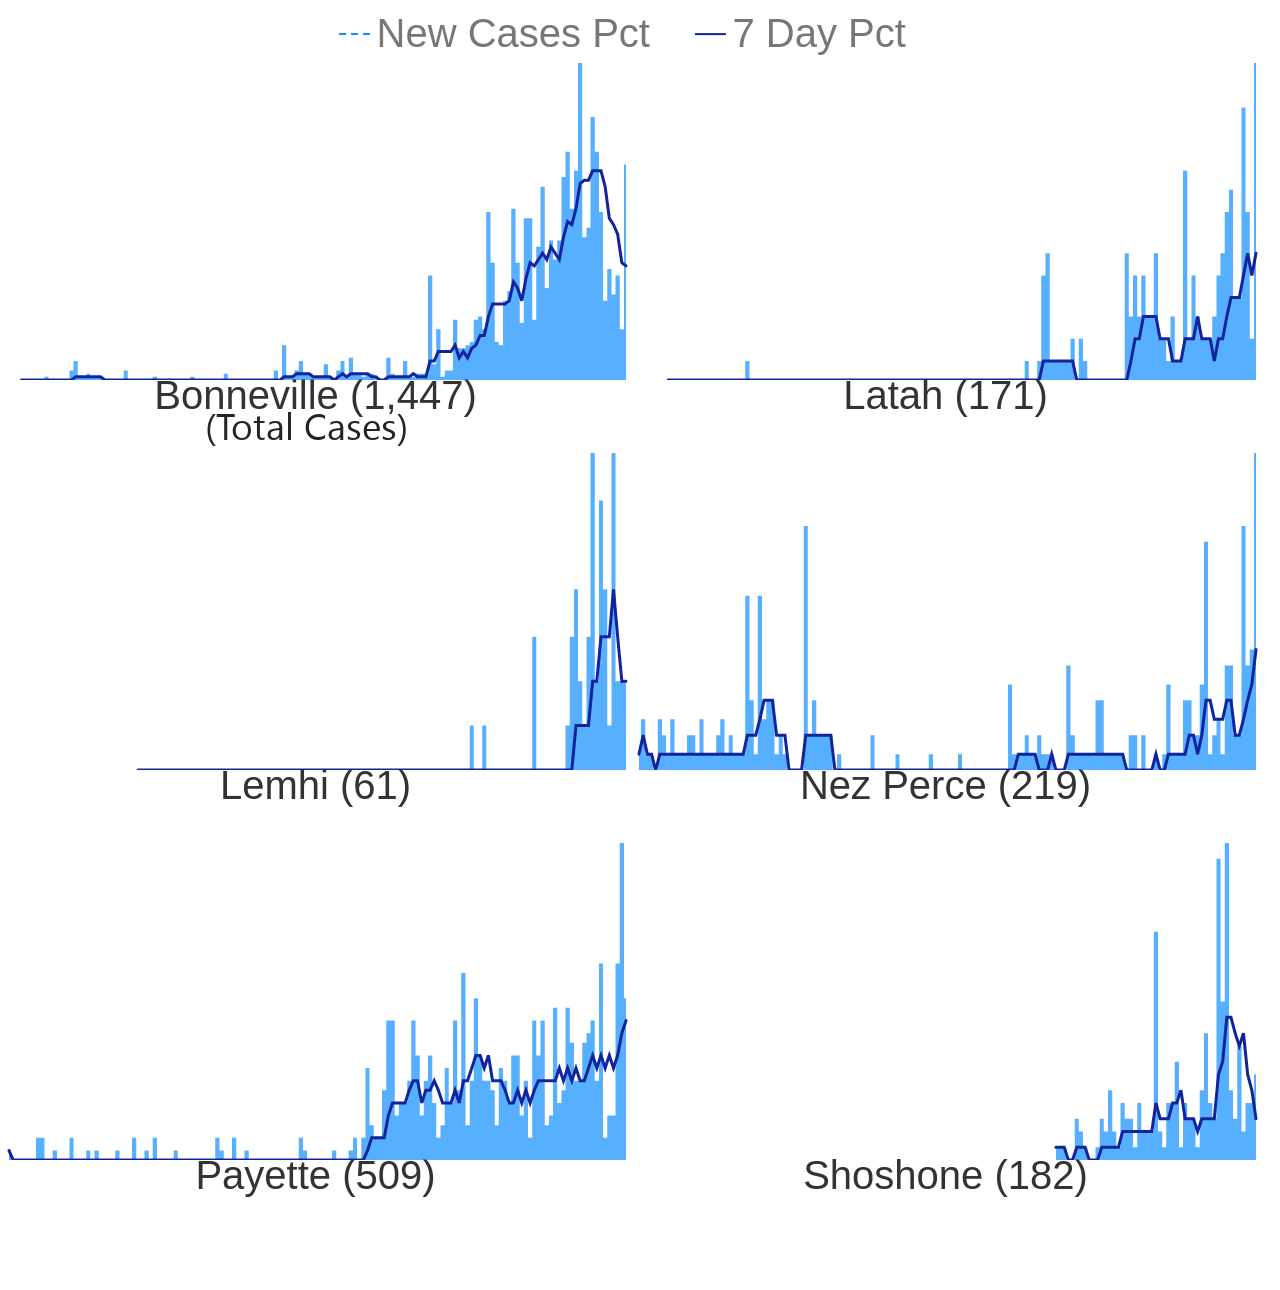 New Cases Pct 7 Day Pct
Bonneville (1,447) Latah (171)
(Total Cases)
Lemhi (61) Nez Perce (219)
Payette (509) Shoshone (182)